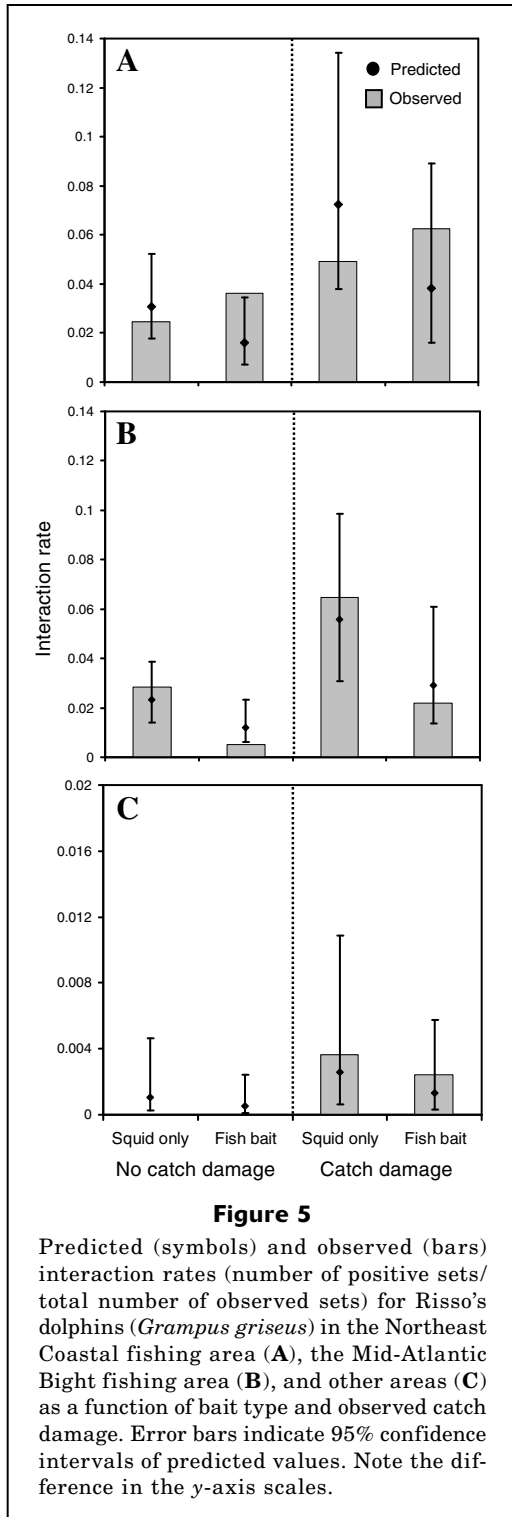 A
Predicted
Observed
0.14
0.12
0.1
0.08
0.06
0.04
0.02
0
B
0.14
0.12
0.1
0.08
0.06
0.04
0.02
0
Interaction rate
C
0.02
0.016
0.012
0.008
0.004
0
Squid only Fish bait Squid only Fish bait
No catch damage Catch damage
Figure 5
Predicted (symbols) and observed (bars)
interaction rates (number of positive sets/
total number of observed sets) for Risso's
dolphins (Grampus griseus) in the Northeast
Coastal fishing area (A), the Mid-Atlantic
Bight fishing area (B), and other areas (C)
as a function of bait type and observed catch
damage. Error bars indicate 95% confidence
intervals of predicted values. Note the dif-
ference in the y-axis scales.